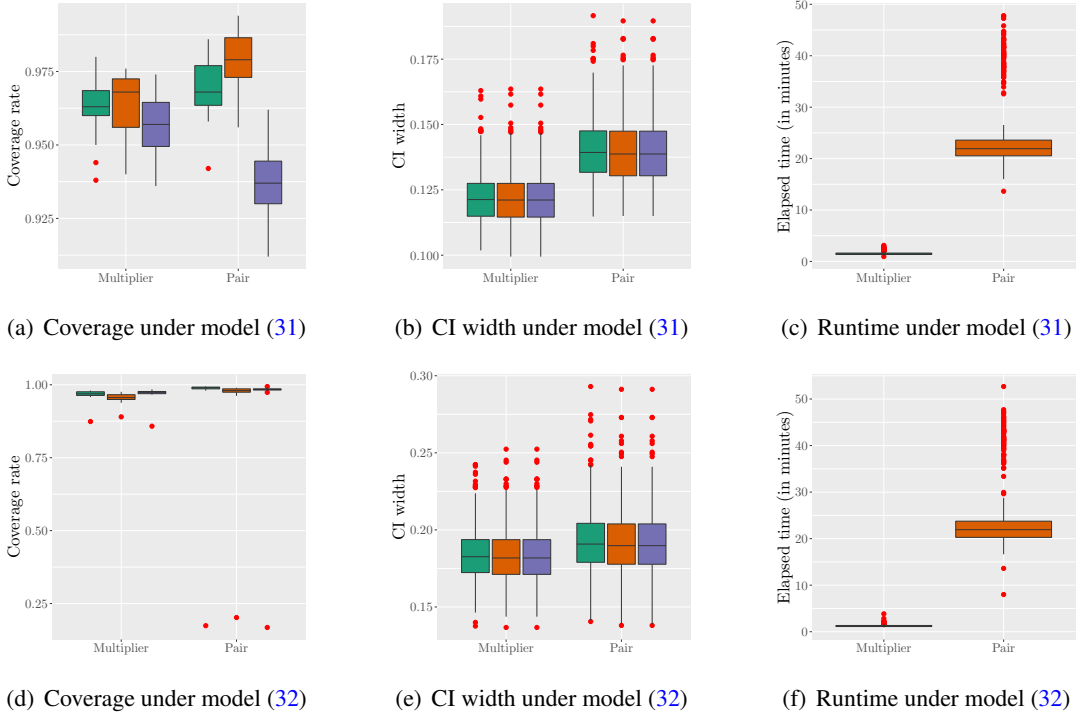 Coverage rate
0.975
0.950
0.925
Multiplier
Pair
(a) Coverage under model (31)
CI width
0.175
0.150
0.125
0.100
Multiplier
Pair
(b) CI width under model (31)
Elapsed time (in minutes)
50
40
30
20
10
0
Multiplier
Pair
(c) Runtime under model (31)
Coverage rate
1.00
0.75
0.50
0.25
Multiplier
Pair
(d) Coverage under model (32)
CI width
0.30
0.25
0.20
0.15
Multiplier
Pair
(e) CI width under model (32)
Elapsed time (in minutes)
50
40
30
20
10
0
Multiplier
Pair
(f) Runtime under model (32)